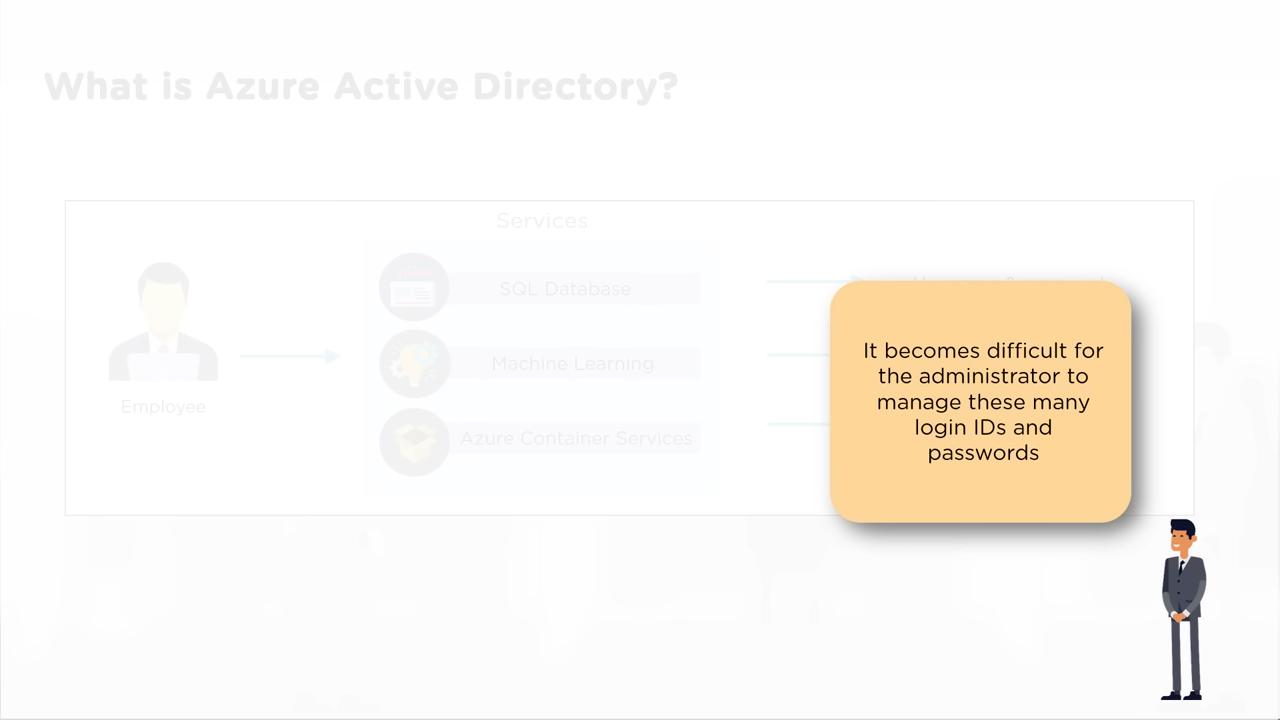 What is Azure Active Directory?
Services
SQL Database
Machine Learning
Azure Container Services
Employee
It becomes difficult for
the administrator to
manage these many
login IDs and
passwords